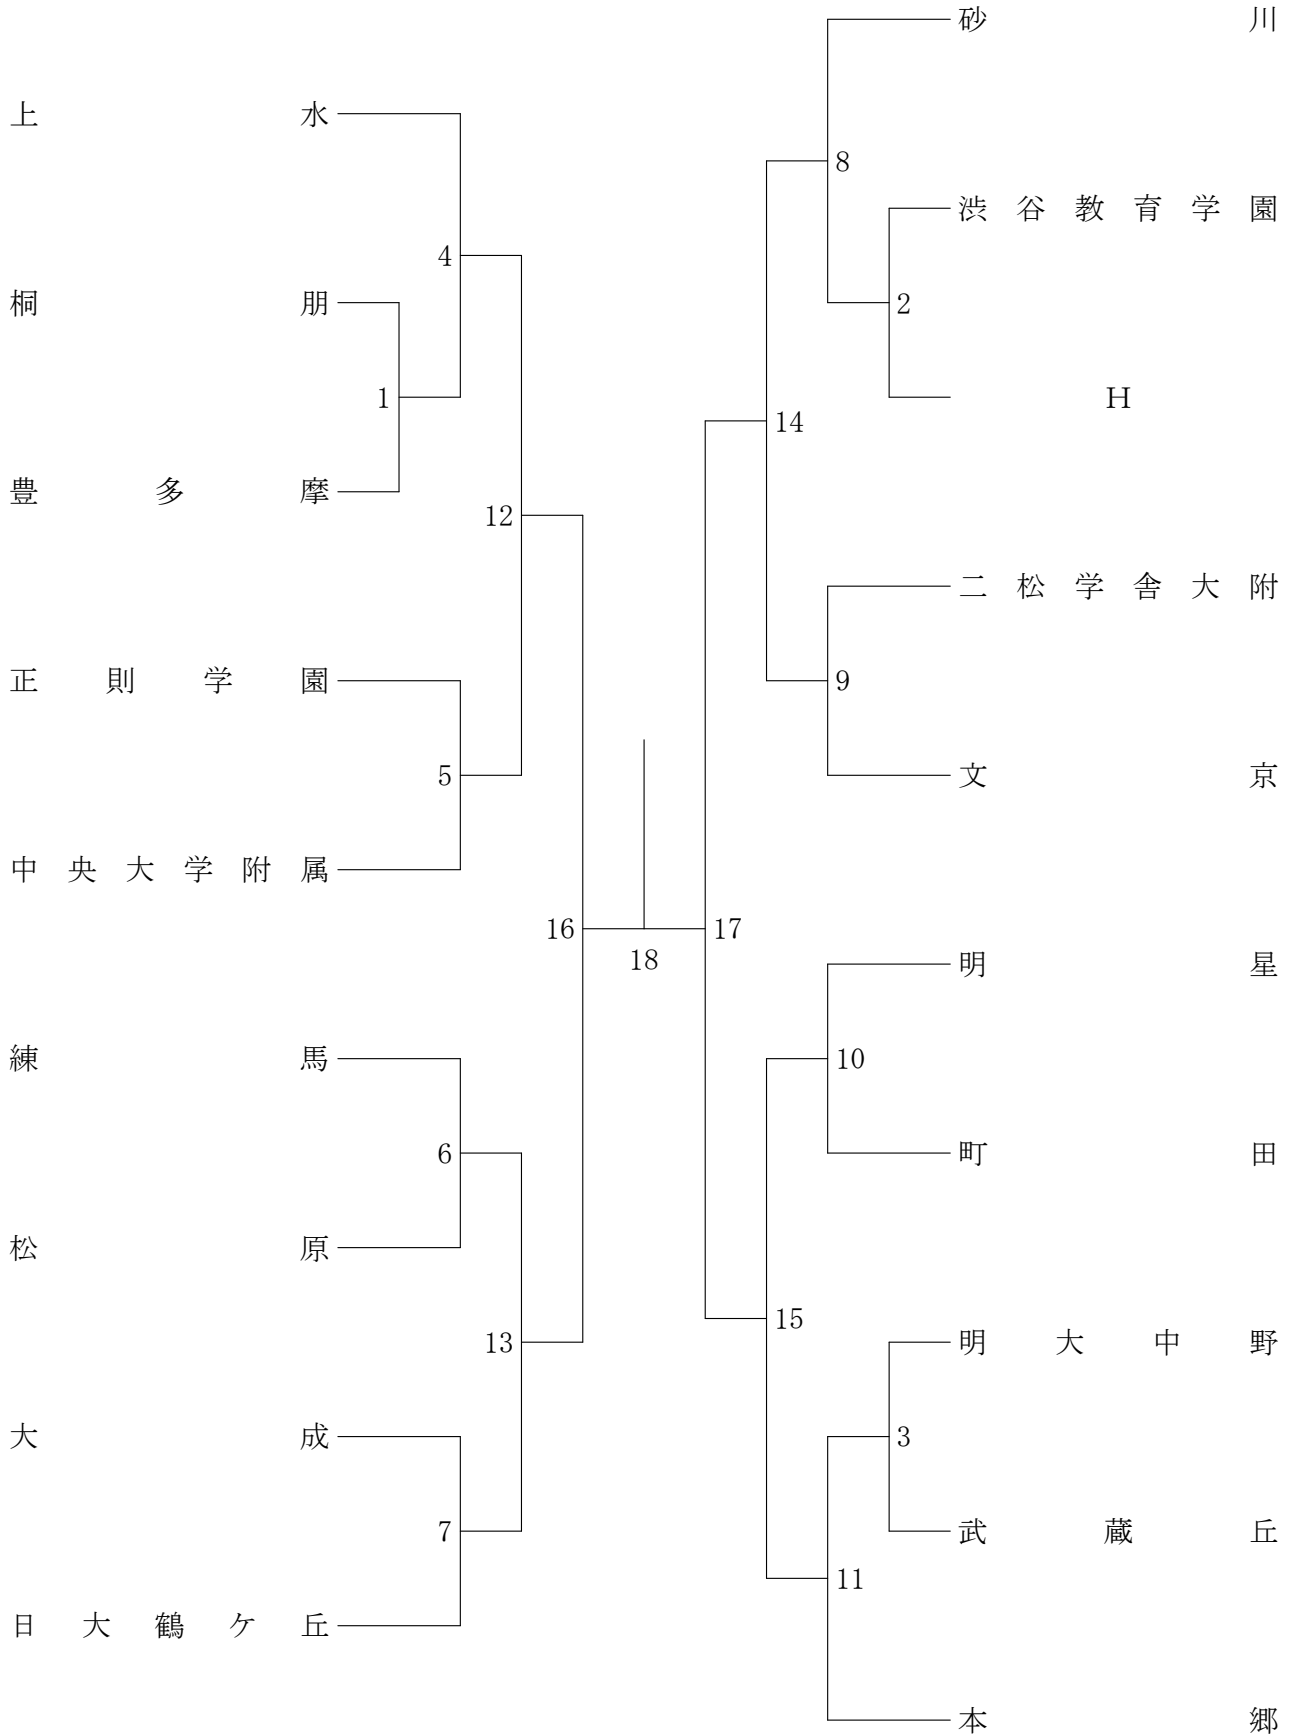 砂川
上水
8
渋谷教育学園
4
桐朋
2
1
H
14
豊多摩
12
二松学舎大附
正則学園
9
5
文京
中央大学附属
16
17
18
明星
練馬
10
6
町田
松原
15
13
明大中野
大成
3
7
武蔵丘
11
日大鶴ケ丘
本郷